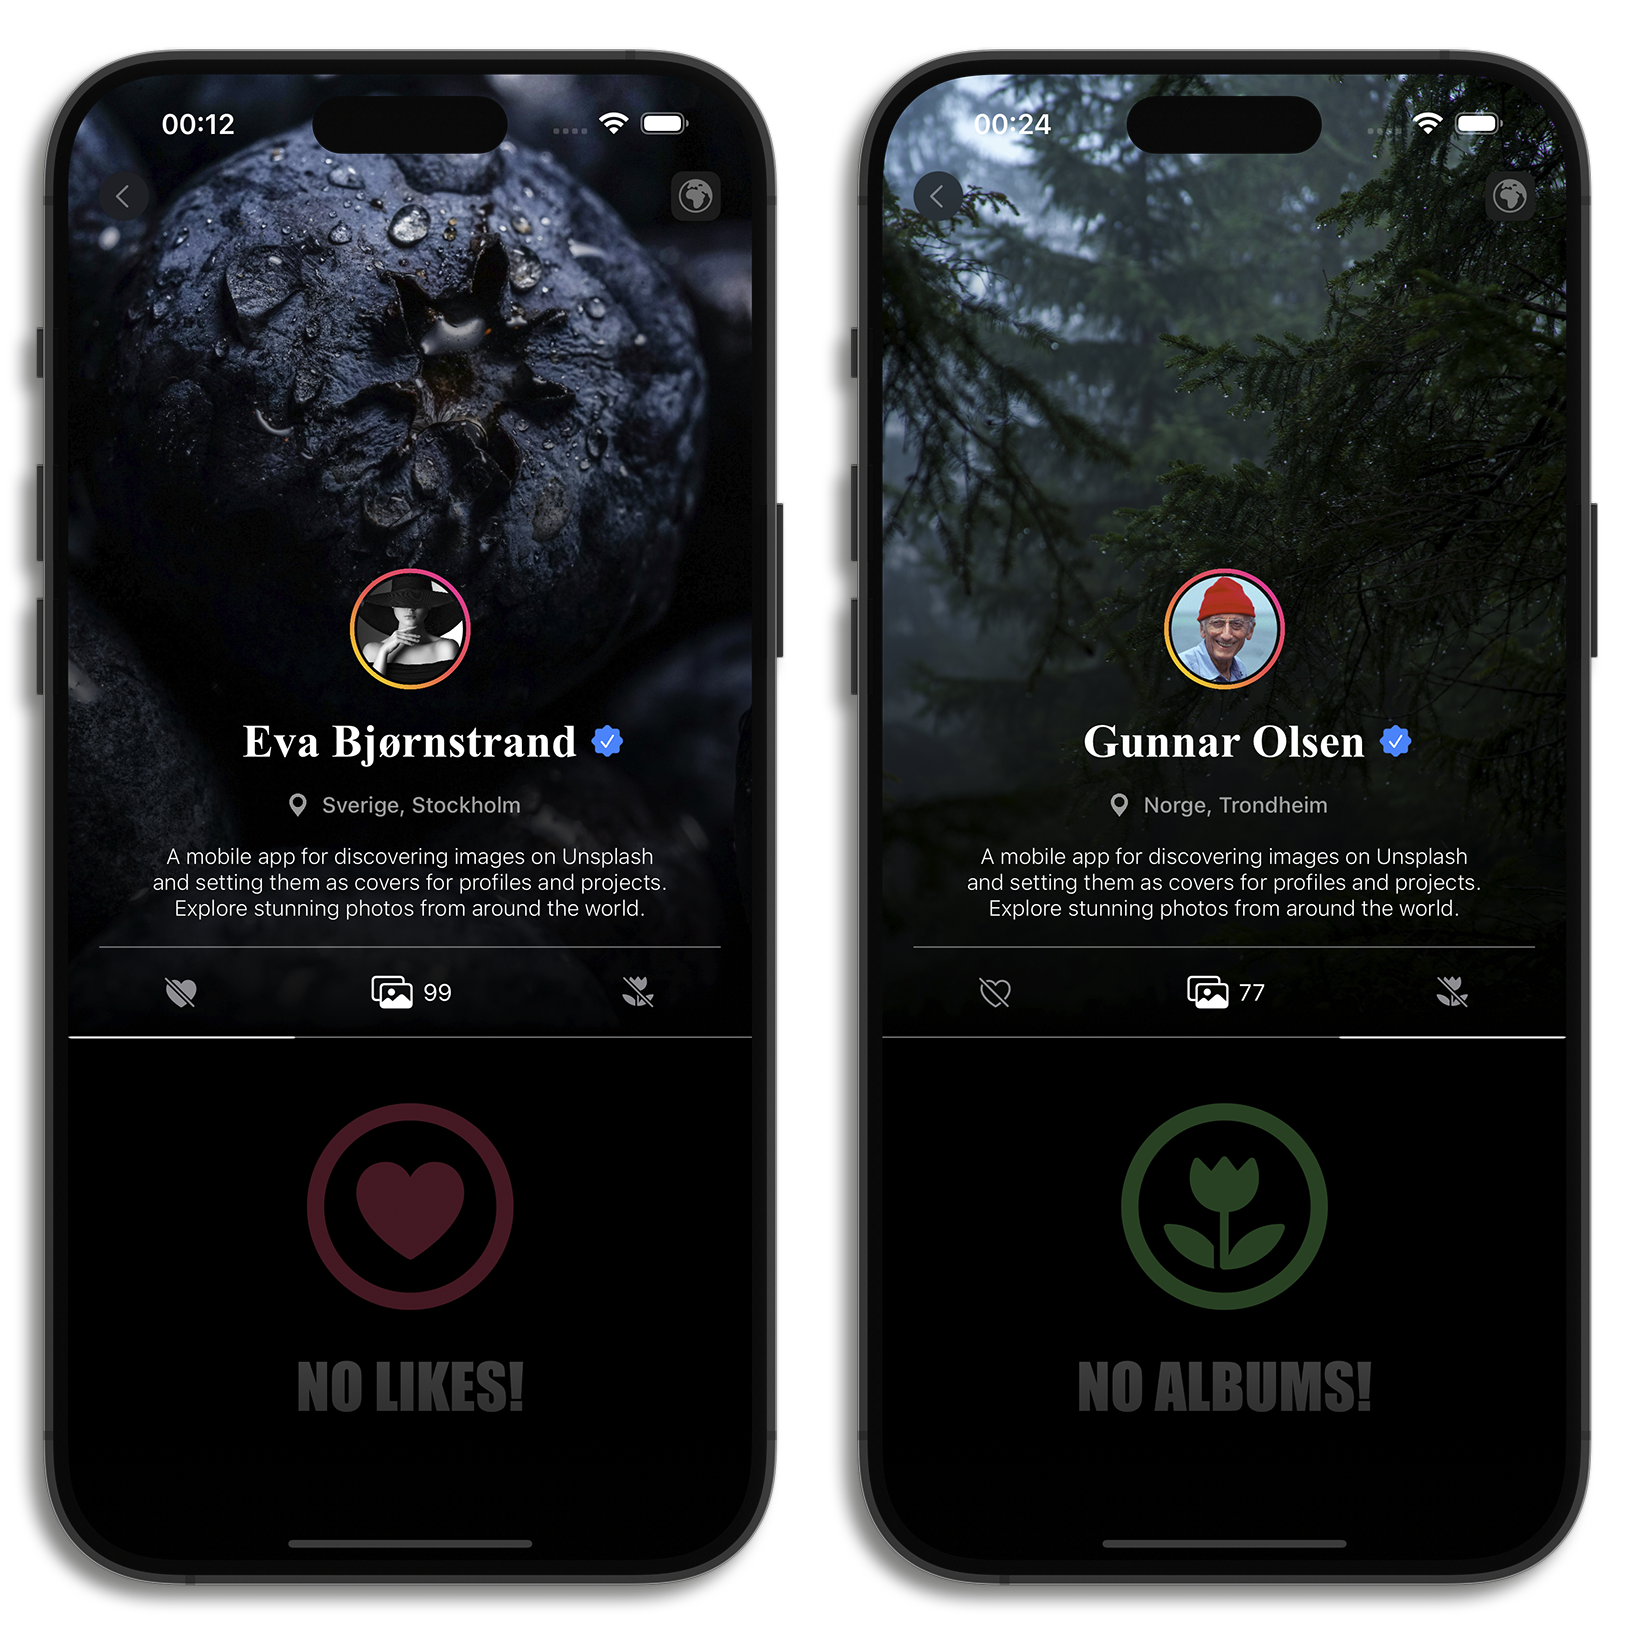 00:12
Eva Bjørnstrand
Sverige, Stockholm
A mobile app for discovering images on Unsplash
and setting them as covers for profiles and projects.
Explore stunning photos from around the world.
99
NO LIKES!
00:24
Gunnar Olsen
Norge, Trondheim
A mobile app for discovering images on Unsplash
and setting them as covers for profiles and projects.
Explore stunning photos from around the world.
77
NO ALBUMS!